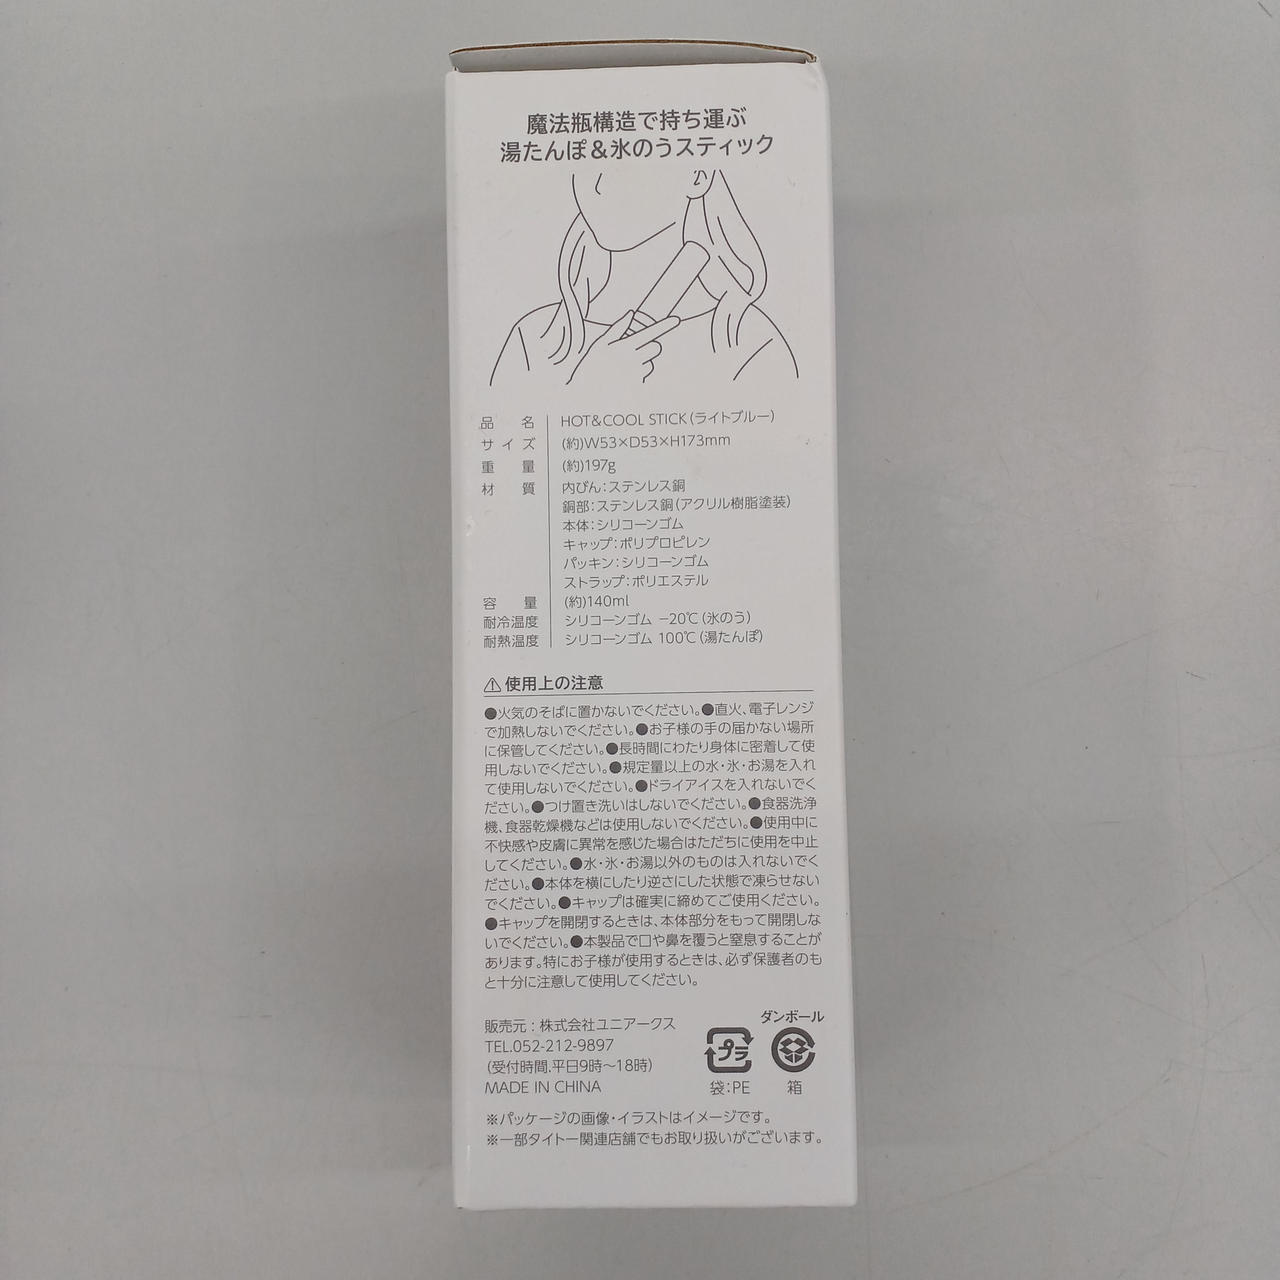 魔法瓶構造で持ち運ぶ
湯たんぽ&氷のうスティック
品名 HOT&COOL STICK(ライトブルー)
サイズ (約)W53×D53×H173mm
重量 (約)197g
材質 内びん:ステンレス鋼
銅部:ステンレス鋼(アクリル樹脂塗装)
本体:シリコーンゴム
キャップ:ポリプロピレン
パッキン:シリコーンゴム
ストラップ:ポリエステル
容量 (約)140ml
耐冷温度 シリコーンゴム −20℃(氷のう)
耐熱温度 シリコーンゴム 100℃(湯たんぽ)
⚠使用上の注意
●火気のそばに置かないでください。●直火、電子レンジ
で加熱しないでください。●お子様の手の届かない場所
に保管してください。●長時間にわたり身体に密着して使
用しないでください。●規定量以上の水・氷・お湯を入れ
て使用しないでください。●ドライアイスを入れないでく
ださい。●つけ置き洗いはしないでください。●食器洗浄
機、食器乾燥機などは使用しないでください。●使用中に
不快感や皮膚に異常を感じた場合はただちに使用を中止
してください。●水・氷・お湯以外のものは入れないでく
ださい。●本体を横にしたり逆さにした状態で凍らせない
でください。●キャップは確実に締めてご使用ください。
●キャップを開閉するときは、本体部分をもって開閉しな
いでください。●本製品で口や鼻を覆うと窒息することが
あります。特にお子様が使用するときは、必ず保護者のも
と十分に注意して使用してください。
販売元:株式会社ユニアークス
TEL.052-212-9897
(受付時間.平日9時〜18時)
MADE IN CHINA
ダンボール
プラ
袋:PE 箱
※パッケージの画像・イラストはイメージです。
※一部タイトー関連店舗でもお取り扱いがございます。